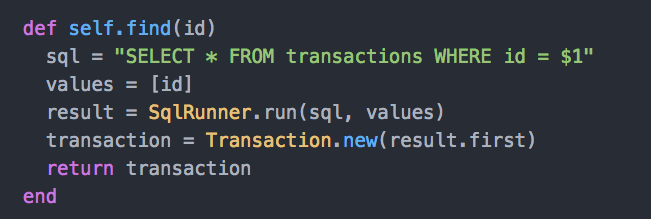 def self.find(id)
  sql = "SELECT * FROM transactions WHERE id = $1"
  values = [id]
  result = SqlRunner.run(sql, values)
  transaction = Transaction.new(result.first)
  return transaction
end